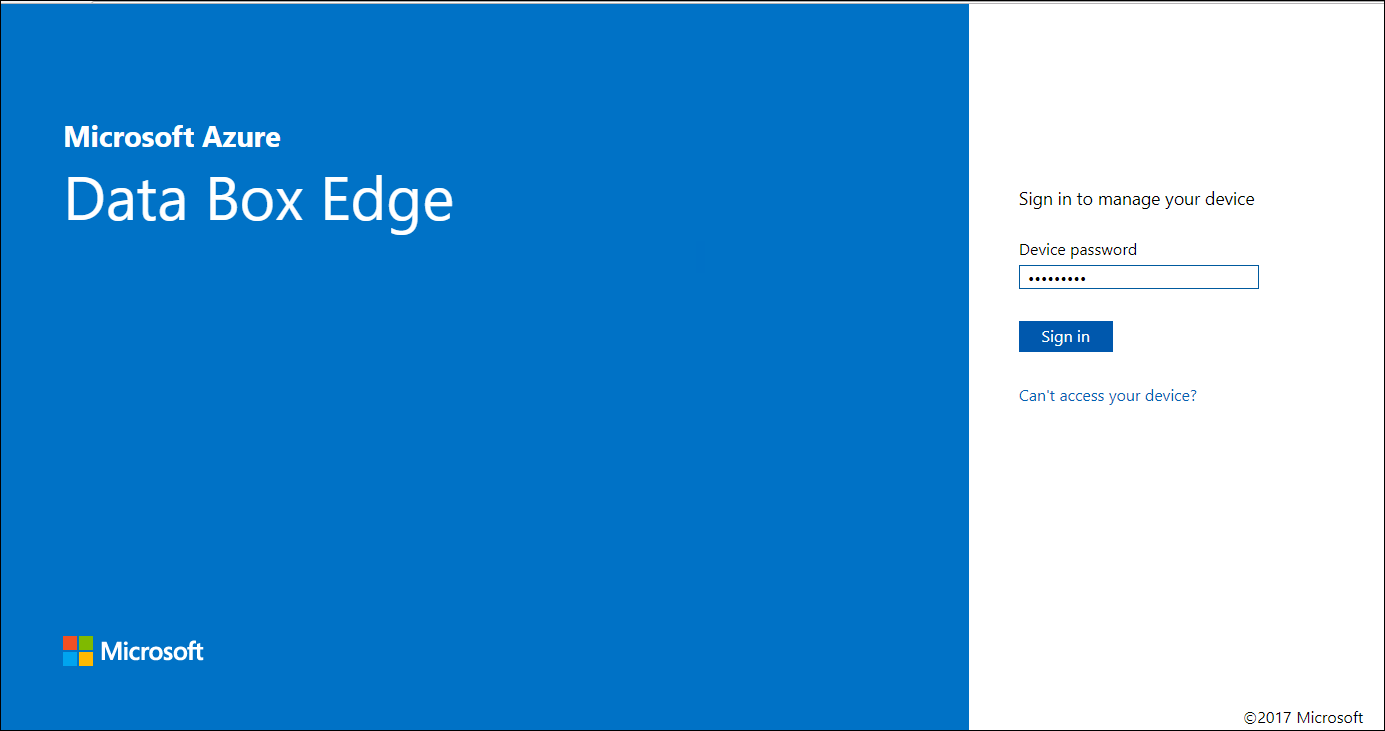 Microsoft Azure
Data Box Edge
Microsoft
Sign in to manage your device
Device password
•••••••••
Sign in
Can't access your device?
©2017 Microsoft